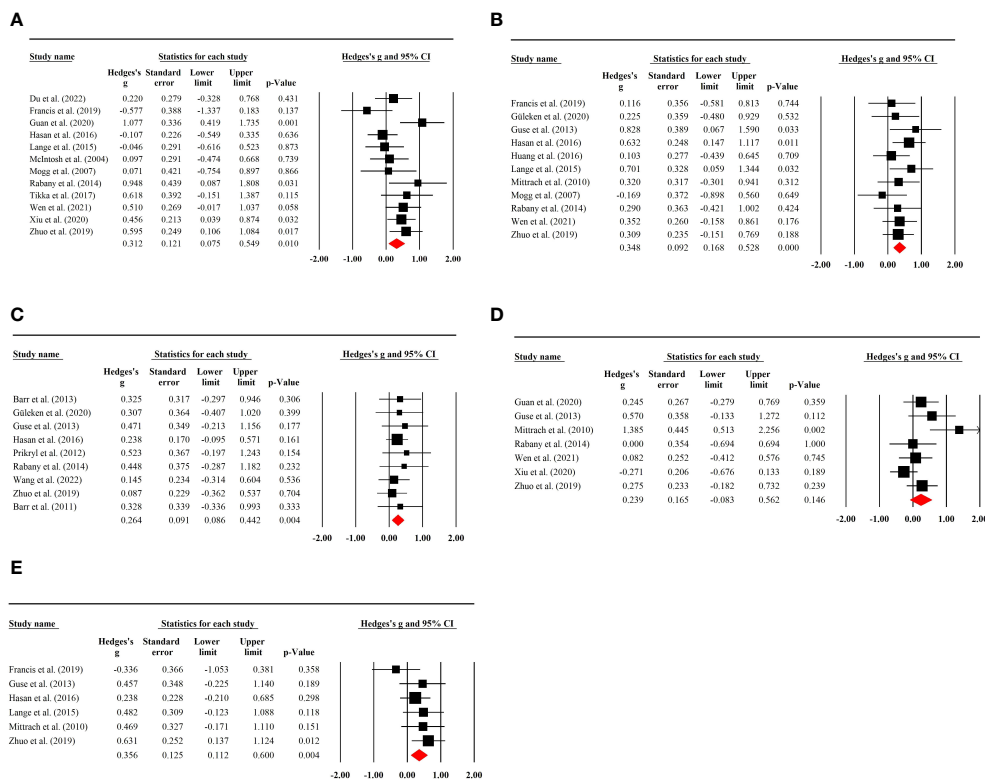 A
Study name Statistics for each study Hedges's g and 95% CI
Hedges's Standard Lower Upper
g error limit limit p-Value
Du et al. (2022) 0.220 0.279 -0.328 0.768 0.431
Francis et al. (2019) -0.577 0.388 -1.337 0.183 0.137
Guan et al. (2020) 1.077 0.336 0.419 1.735 0.001
Hasan et al. (2016) -0.107 0.226 -0.549 0.335 0.636
Lange et al. (2015) -0.046 0.291 -0.616 0.523 0.873
McIntosh et al. (2004) 0.097 0.291 -0.474 0.668 0.739
Mogg et al. (2007) 0.071 0.421 -0.754 0.897 0.866
Rabany et al. (2014) 0.948 0.439 0.087 1.808 0.031
Tikka et al. (2017) 0.618 0.392 -0.151 1.387 0.115
Wen et al. (2021) 0.510 0.269 -0.017 1.037 0.058
Xiu et al. (2020) 0.456 0.213 0.039 0.874 0.032
Zhuo et al. (2019) 0.595 0.249 0.106 1.084 0.017
0.312 0.121 0.075 0.549 0.010
-2.00 -1.00 0.00 1.00 2.00
B
Study name Statistics for each study Hedges's g and 95% CI
Hedges's Standard Lower Upper
g error limit limit p-Value
Francis et al. (2019) 0.116 0.356 -0.581 0.813 0.744
Güleken et al. (2020) 0.225 0.359 -0.480 0.929 0.532
Guse et al. (2013) 0.828 0.389 0.067 1.590 0.033
Hasan et al. (2016) 0.632 0.248 0.147 1.117 0.011
Huang et al. (2016) 0.103 0.277 -0.439 0.645 0.709
Lange et al. (2015) 0.701 0.328 0.059 1.344 0.032
Mittrach et al. (2010) 0.320 0.317 -0.301 0.941 0.312
Mogg et al. (2007) -0.169 0.372 -0.898 0.560 0.649
Rabany et al. (2014) 0.290 0.363 -0.421 1.002 0.424
Wen et al. (2021) 0.352 0.260 -0.158 0.861 0.176
Zhuo et al. (2019) 0.309 0.235 -0.151 0.769 0.188
0.348 0.092 0.168 0.528 0.000
-2.00 -1.00 0.00 1.00 2.00
C
Study name Statistics for each study Hedges's g and 95% CI
Hedges's Standard Lower Upper
g error limit limit p-Value
Barr et al. (2013) 0.325 0.317 -0.297 0.946 0.306
Güleken et al. (2020) 0.307 0.364 -0.407 1.020 0.399
Guse et al. (2013) 0.471 0.349 -0.213 1.156 0.177
Hasan et al. (2016) 0.238 0.170 -0.095 0.571 0.161
Prikryl et al. (2012) 0.523 0.367 -0.197 1.243 0.154
Rabany et al. (2014) 0.448 0.375 -0.287 1.182 0.232
Wang et al. (2022) 0.145 0.234 -0.314 0.604 0.536
Zhuo et al. (2019) 0.087 0.229 -0.362 0.537 0.704
Barr et al. (2011) 0.328 0.339 -0.336 0.993 0.333
0.264 0.091 0.086 0.442 0.004
-2.00 -1.00 0.00 1.00 2.00
D
Study name Statistics for each study Hedges's g and 95% CI
Hedges's Standard Lower Upper
g error limit limit p-Value
Guan et al. (2020) 0.245 0.267 -0.279 0.769 0.359
Guse et al. (2013) 0.570 0.358 -0.133 1.272 0.112
Mittrach et al. (2010) 1.385 0.445 0.513 2.256 0.002
Rabany et al. (2014) 0.000 0.354 -0.694 0.694 1.000
Wen et al. (2021) 0.082 0.252 -0.412 0.576 0.745
Xiu et al. (2020) -0.271 0.206 -0.676 0.133 0.189
Zhuo et al. (2019) 0.275 0.233 -0.182 0.732 0.239
0.239 0.165 -0.083 0.562 0.146
-2.00 -1.00 0.00 1.00 2.00
E
Study name Statistics for each study Hedges's g and 95% CI
Hedges's Standard Lower Upper
g error limit limit p-Value
Francis et al. (2019) -0.336 0.366 -1.053 0.381 0.358
Guse et al. (2013) 0.457 0.348 -0.225 1.140 0.189
Hasan et al. (2016) 0.238 0.228 -0.210 0.685 0.298
Lange et al. (2015) 0.482 0.309 -0.123 1.088 0.118
Mittrach et al. (2010) 0.469 0.327 -0.171 1.110 0.151
Zhuo et al. (2019) 0.631 0.252 0.137 1.124 0.012
0.356 0.125 0.112 0.600 0.004
-2.00 -1.00 0.00 1.00 2.00